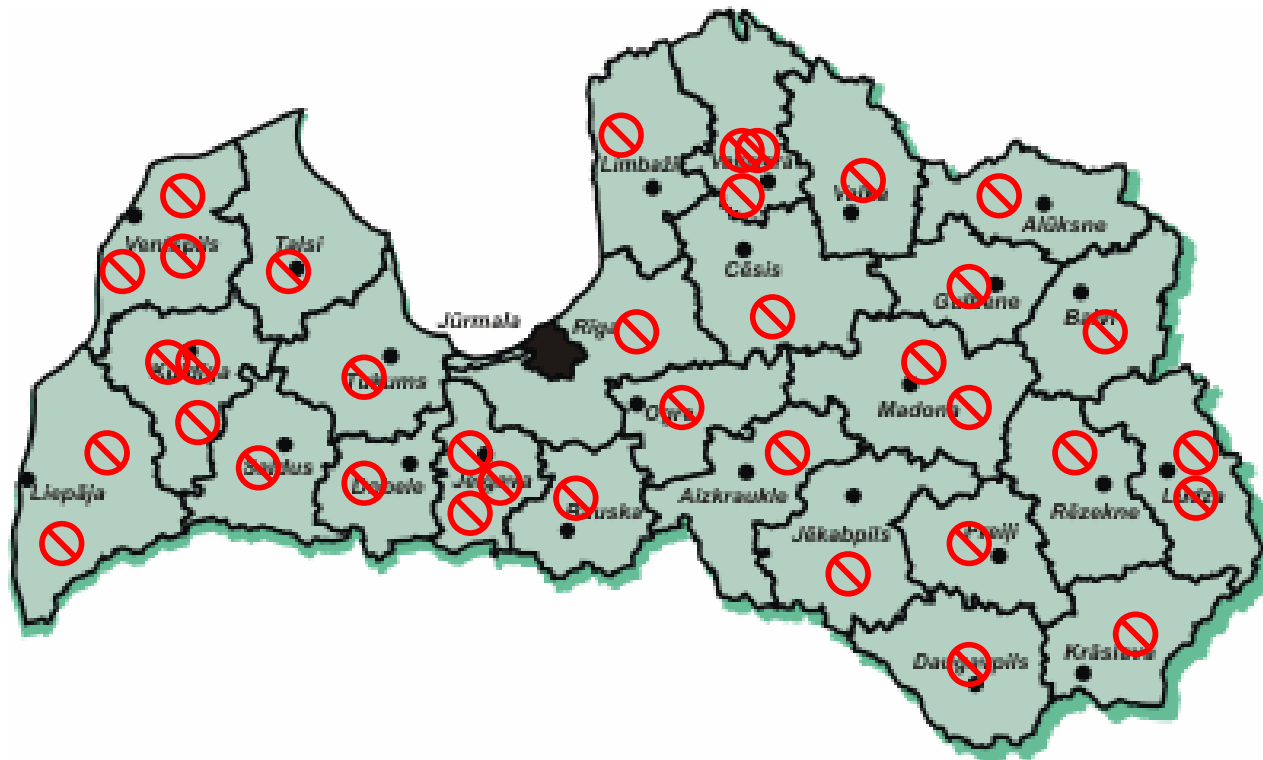 Limbaži
Valka
Alūksne
Ventspils
Talsi
Cēsis
Gulbene
Balvi
Jūrmala
Rīga
Kuldīga
Tukums
Ogre
Madona
Saldus
Dobele
Jelgava
Liepāja
Aizkraukle
Bauska
Rēzekne
Ludza
Jēkabpils
Preiļi
Daugavpils
Krāslava